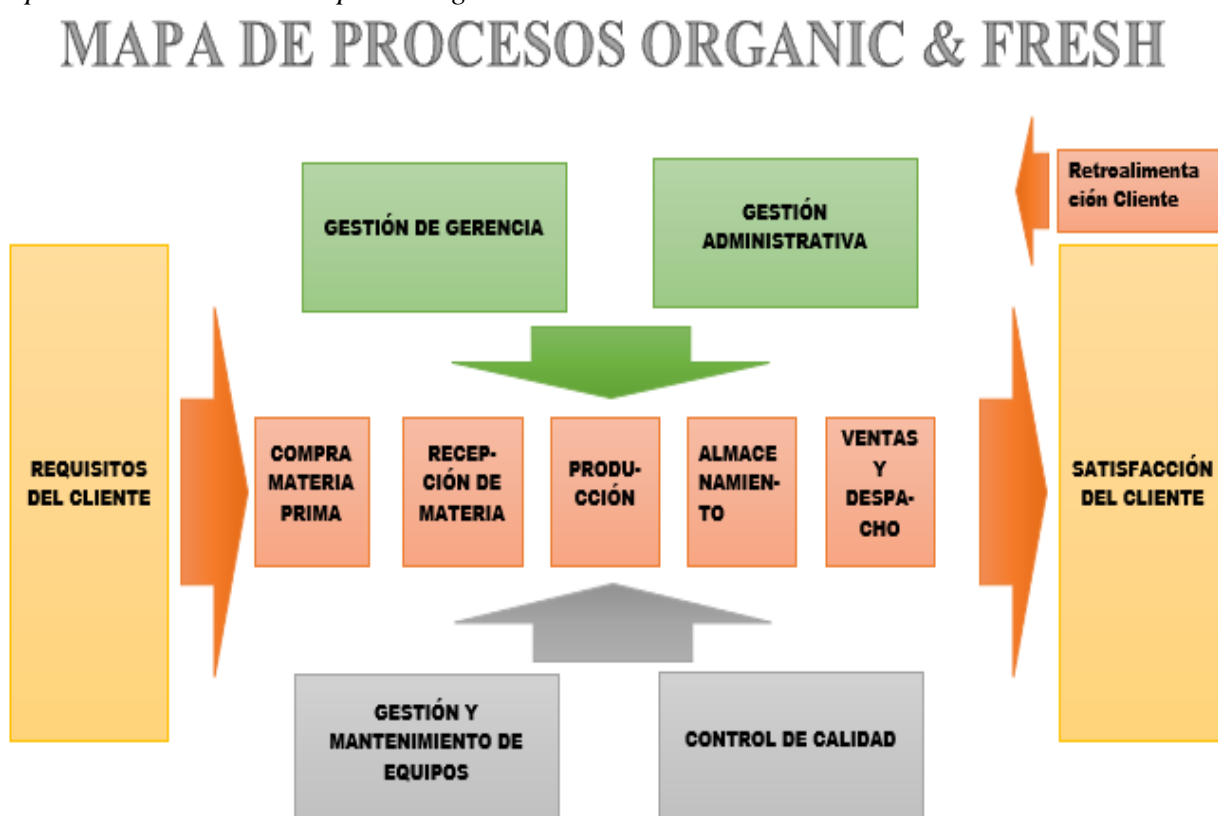 MAPA DE PROCESOS ORGANIC & FRESH
Retroalimenta
ción Cliente
GESTIÓN DE GERENCIA
GESTIÓN
ADMINISTRATIVA
REQUISITOS
DEL CLIENTE
COMPRA
MATERIA
PRIMA
RECEP-
CIÓN DE
MATERIA
PRODU-
CCIÓN
ALMACE
NAMIEN-
TO
VENTAS
Y
DESPA-
CHO
SATISFACCIÓN
DEL CLIENTE
GESTIÓN Y
MANTENIMIENTO DE
EQUIPOS
CONTROL DE CALIDAD